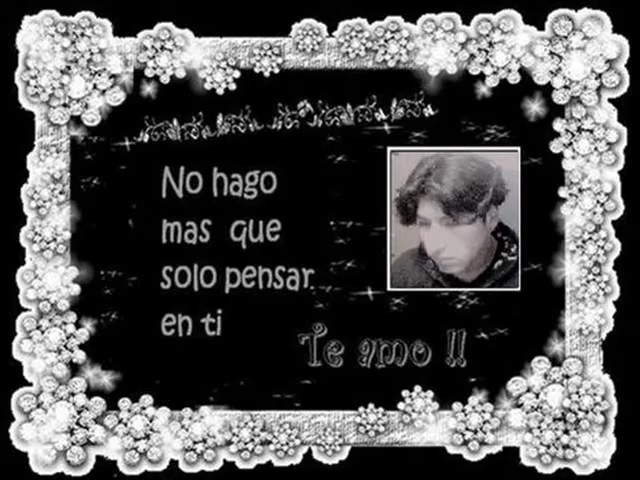 No hago
mas que
solo pensar
en ti
Te amo !!